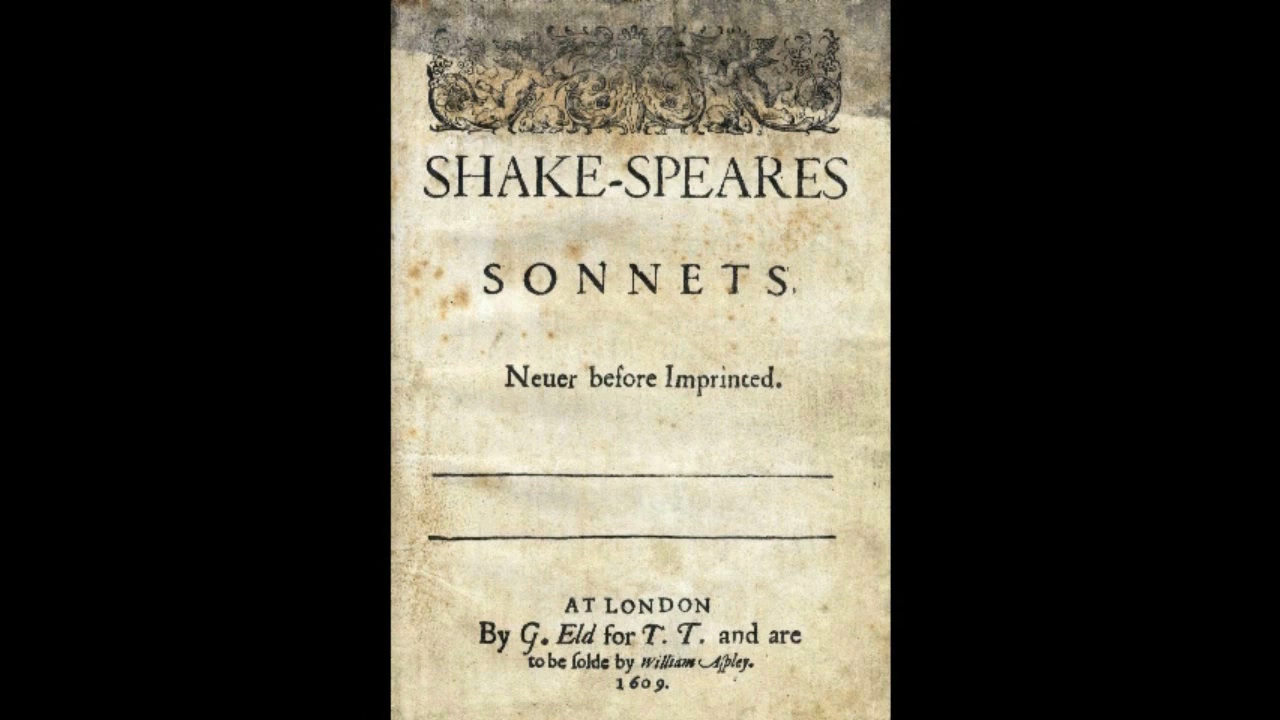 SHAKE-SPEARES
SONNETS.
Neuer before Imprinted.
AT LONDON
By G. Eld for T. T. and are
to be ſolde by William Aſpley.
1609.